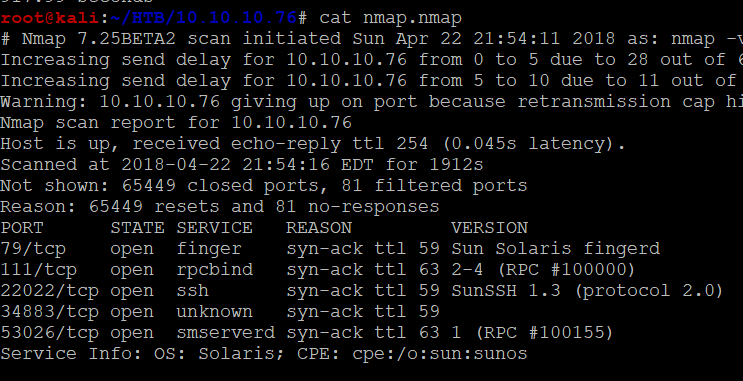 917.99 seconds
root@kali:~/HTB/10.10.10.76# cat nmap.nmap
# Nmap 7.25BETA2 scan initiated Sun Apr 22 21:54:11 2018 as: nmap -v
Increasing send delay for 10.10.10.76 from 0 to 5 due to 28 out of
Increasing send delay for 10.10.10.76 from 5 to 10 due to 11 out of
Warning: 10.10.10.76 giving up on port because retransmission cap hi
Nmap scan report for 10.10.10.76
Host is up, received echo-reply ttl 254 (0.045s latency).
Scanned at 2018-04-22 21:54:16 EDT for 1912s
Not shown: 65449 closed ports, 81 filtered ports
Reason: 65449 resets and 81 no-responses
PORT STATE SERVICE REASON VERSION
79/tcp open finger syn-ack ttl 59 Sun Solaris fingerd
111/tcp open rpcbind syn-ack ttl 63 2-4 (RPC #100000)
22022/tcp open ssh syn-ack ttl 59 SunSSH 1.3 (protocol 2.0)
34883/tcp open unknown syn-ack ttl 59
53026/tcp open smserverd syn-ack ttl 63 1 (RPC #100155)
Service Info: OS: Solaris; CPE: cpe:/o:sun:sunos